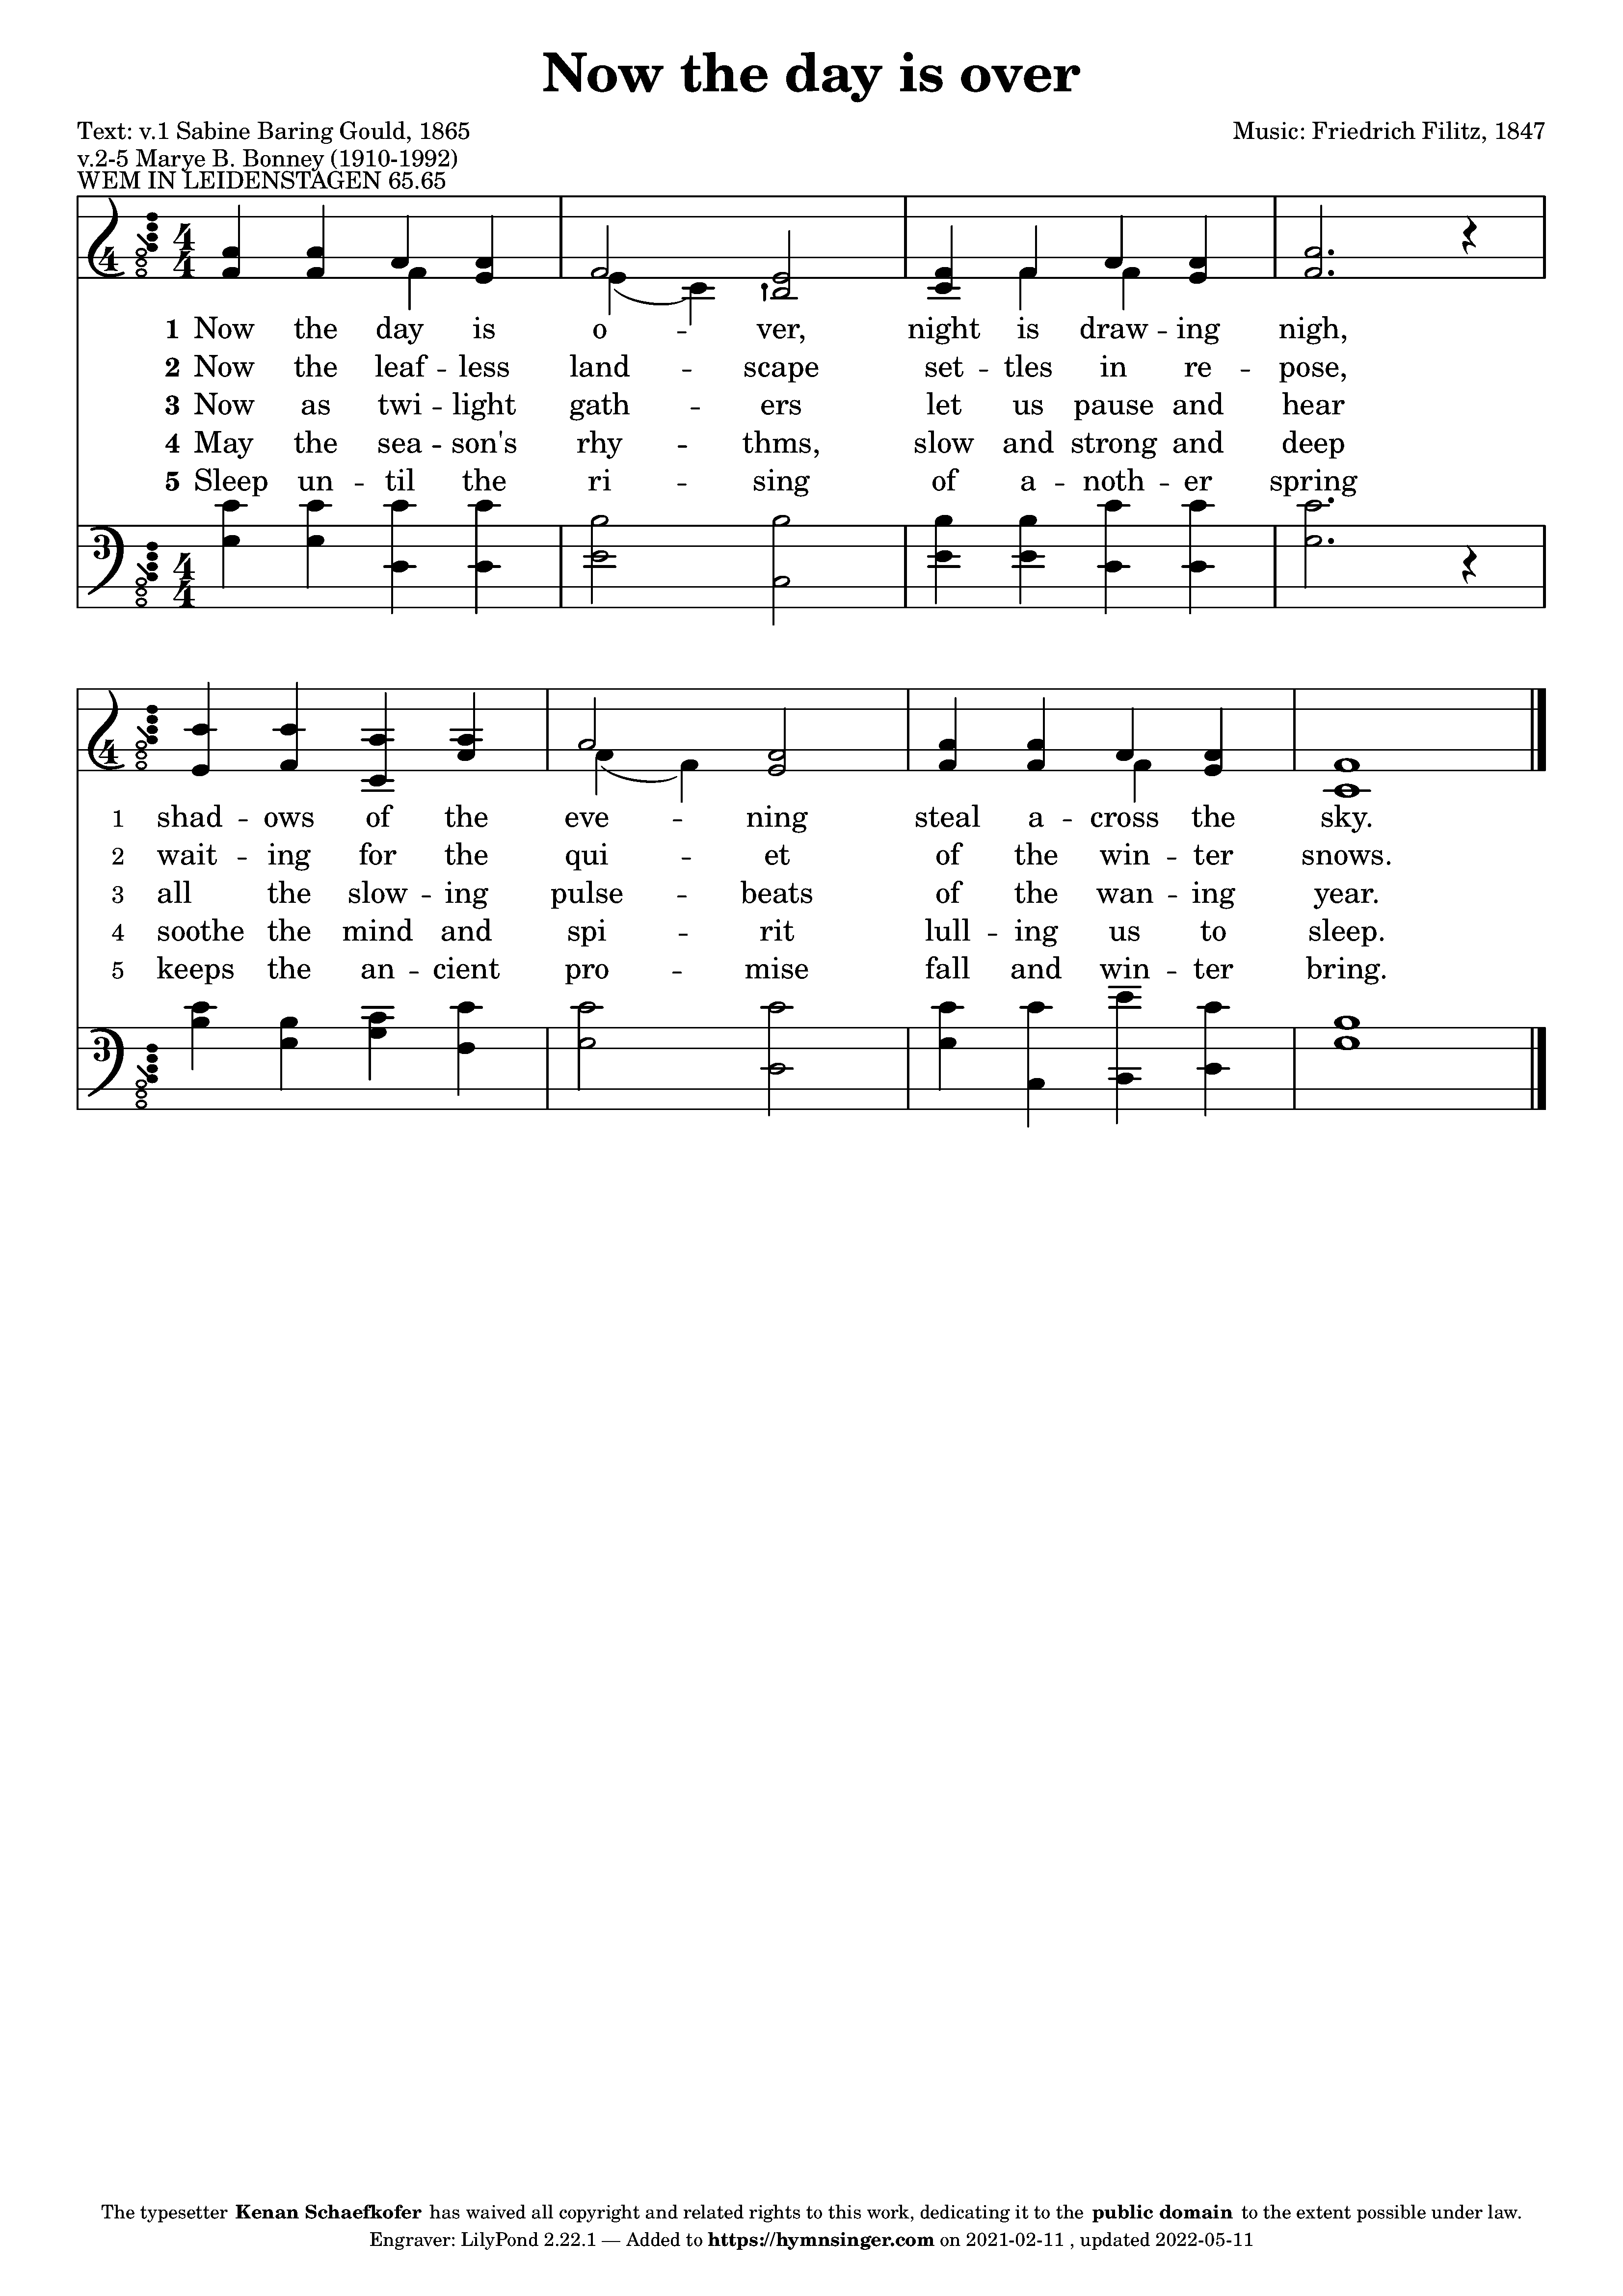 Now the day is over
Text: v.1 Sabine Baring Gould, 1865
Music: Friedrich Filitz, 1847
v.2-5 Marye B. Bonney (1910-1992)
WEM IN LEIDENSTAGEN 65.65
4 4 4
1 Now the day is o -- ver, night is draw -- ing nigh,
2 Now the leaf -- less land -- scape set -- tles in re -- pose,
3 Now as twi -- light gath -- ers let us pause and hear
4 May the sea -- son's rhy -- thms, slow and strong and deep
5 Sleep un -- til the ri -- sing of a -- noth -- er spring
3 4 4
4
1 shad -- ows of the eve -- ning steal a -- cross the sky.
2 wait -- ing for the qui -- et of the win -- ter snows.
3 all the slow -- ing pulse -- beats of the wan -- ing year.
4 soothe the mind and spi -- rit lull -- ing us to sleep.
5 keeps the an -- cient pro -- mise fall and win -- ter bring.
3
The typesetter Kenan Schaefkofer has waived all copyright and related rights to this work, dedicating it to the public domain to the extent possible under law.
Engraver: LilyPond 2.22.1 — Added to https://hymnsinger.com on 2021-02-11 , updated 2022-05-11